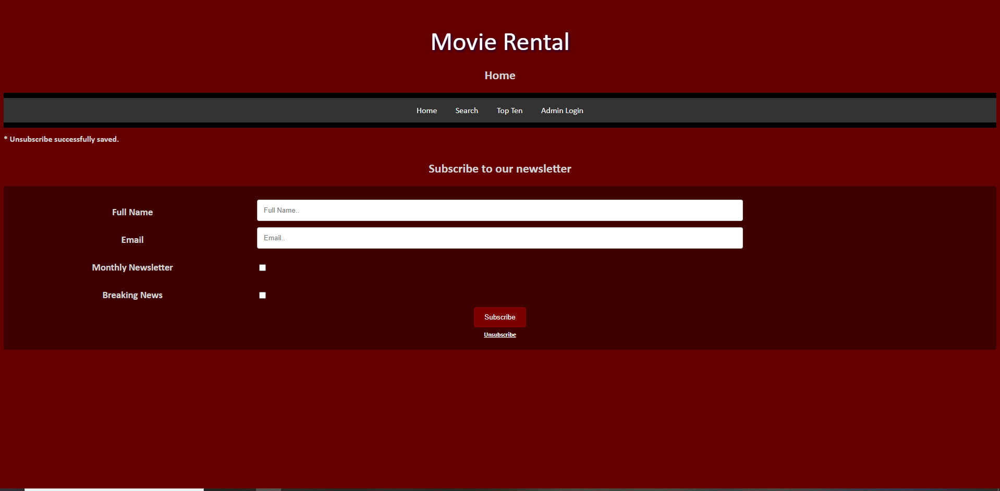 Movie Rental
Home
Home Search Top Ten Admin Login
* Unsubscribe successfully saved.
Subscribe to our newsletter
Full Name Full Name..
Email Email..
Monthly Newsletter
Breaking News
Subscribe
Unsubscribe